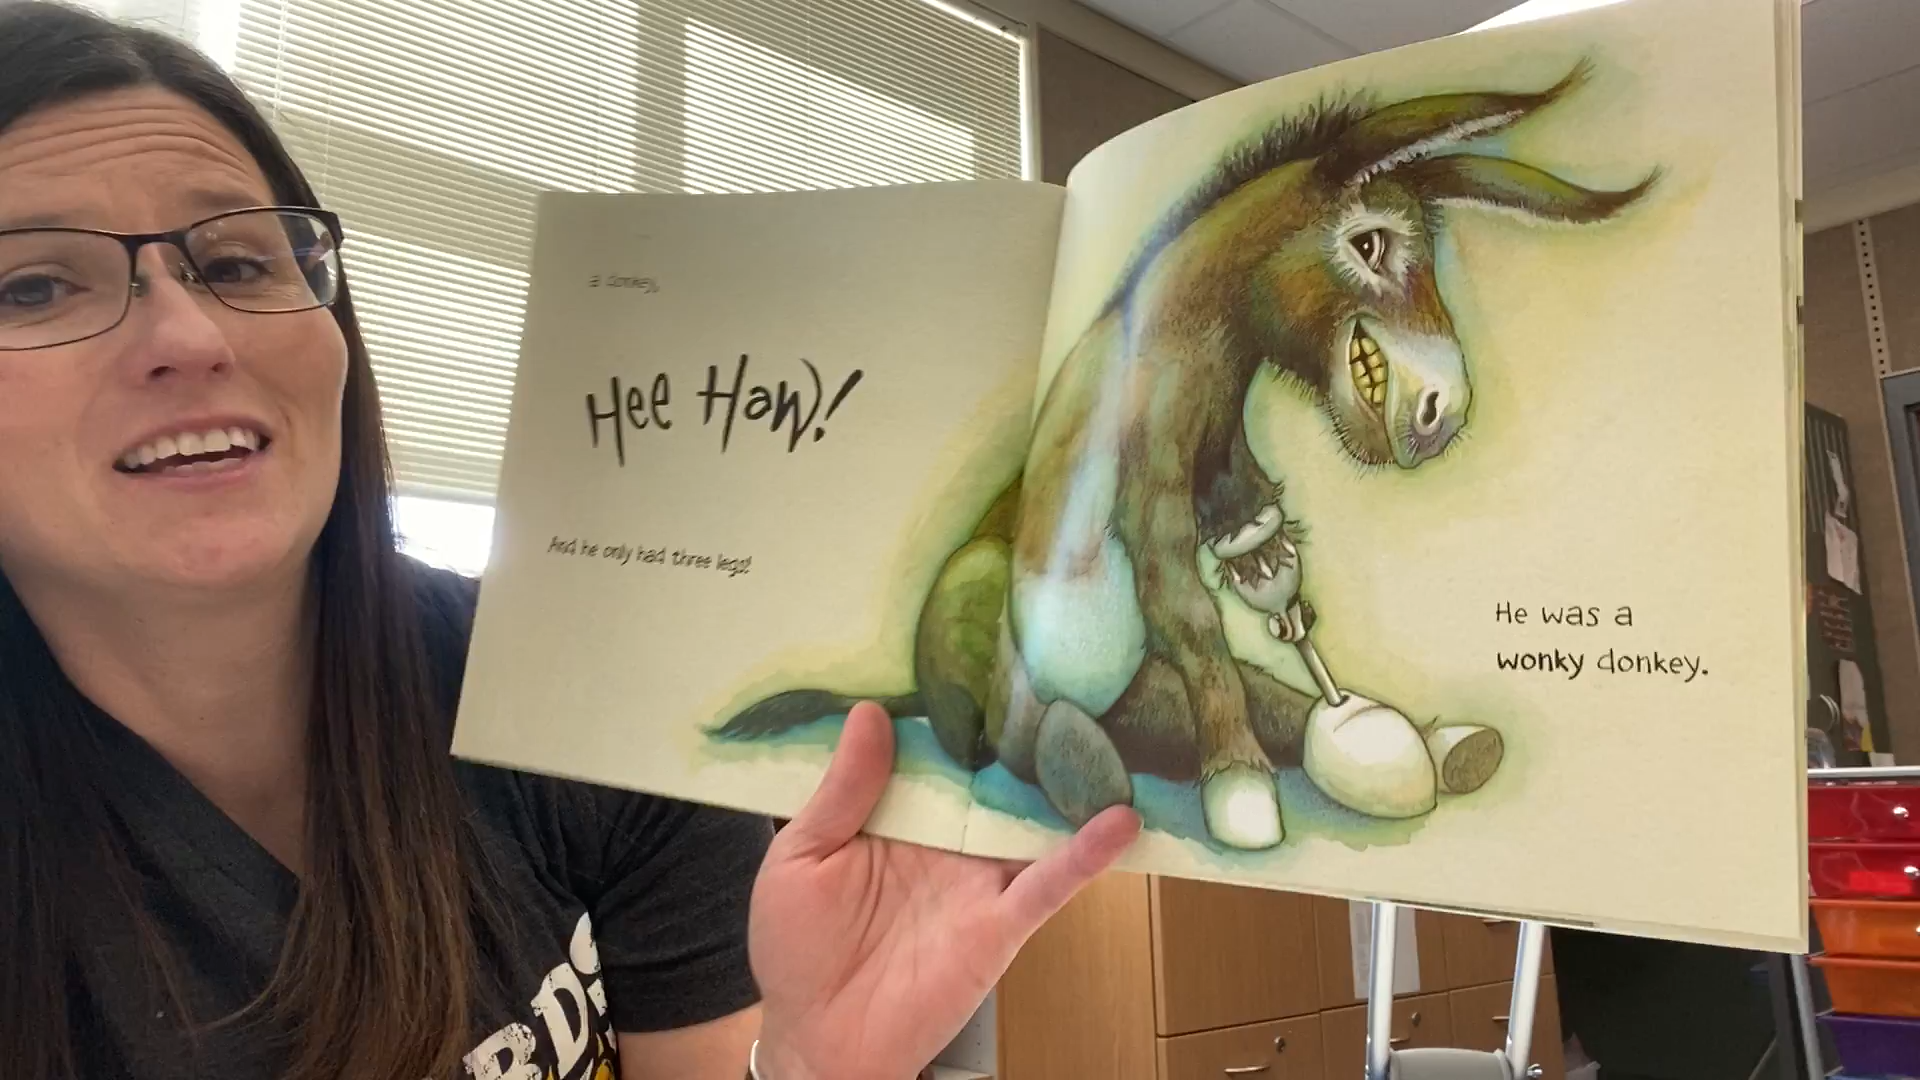 a donkey,
Hee Haw!
And he only had three legs!
He was a
wonky donkey.